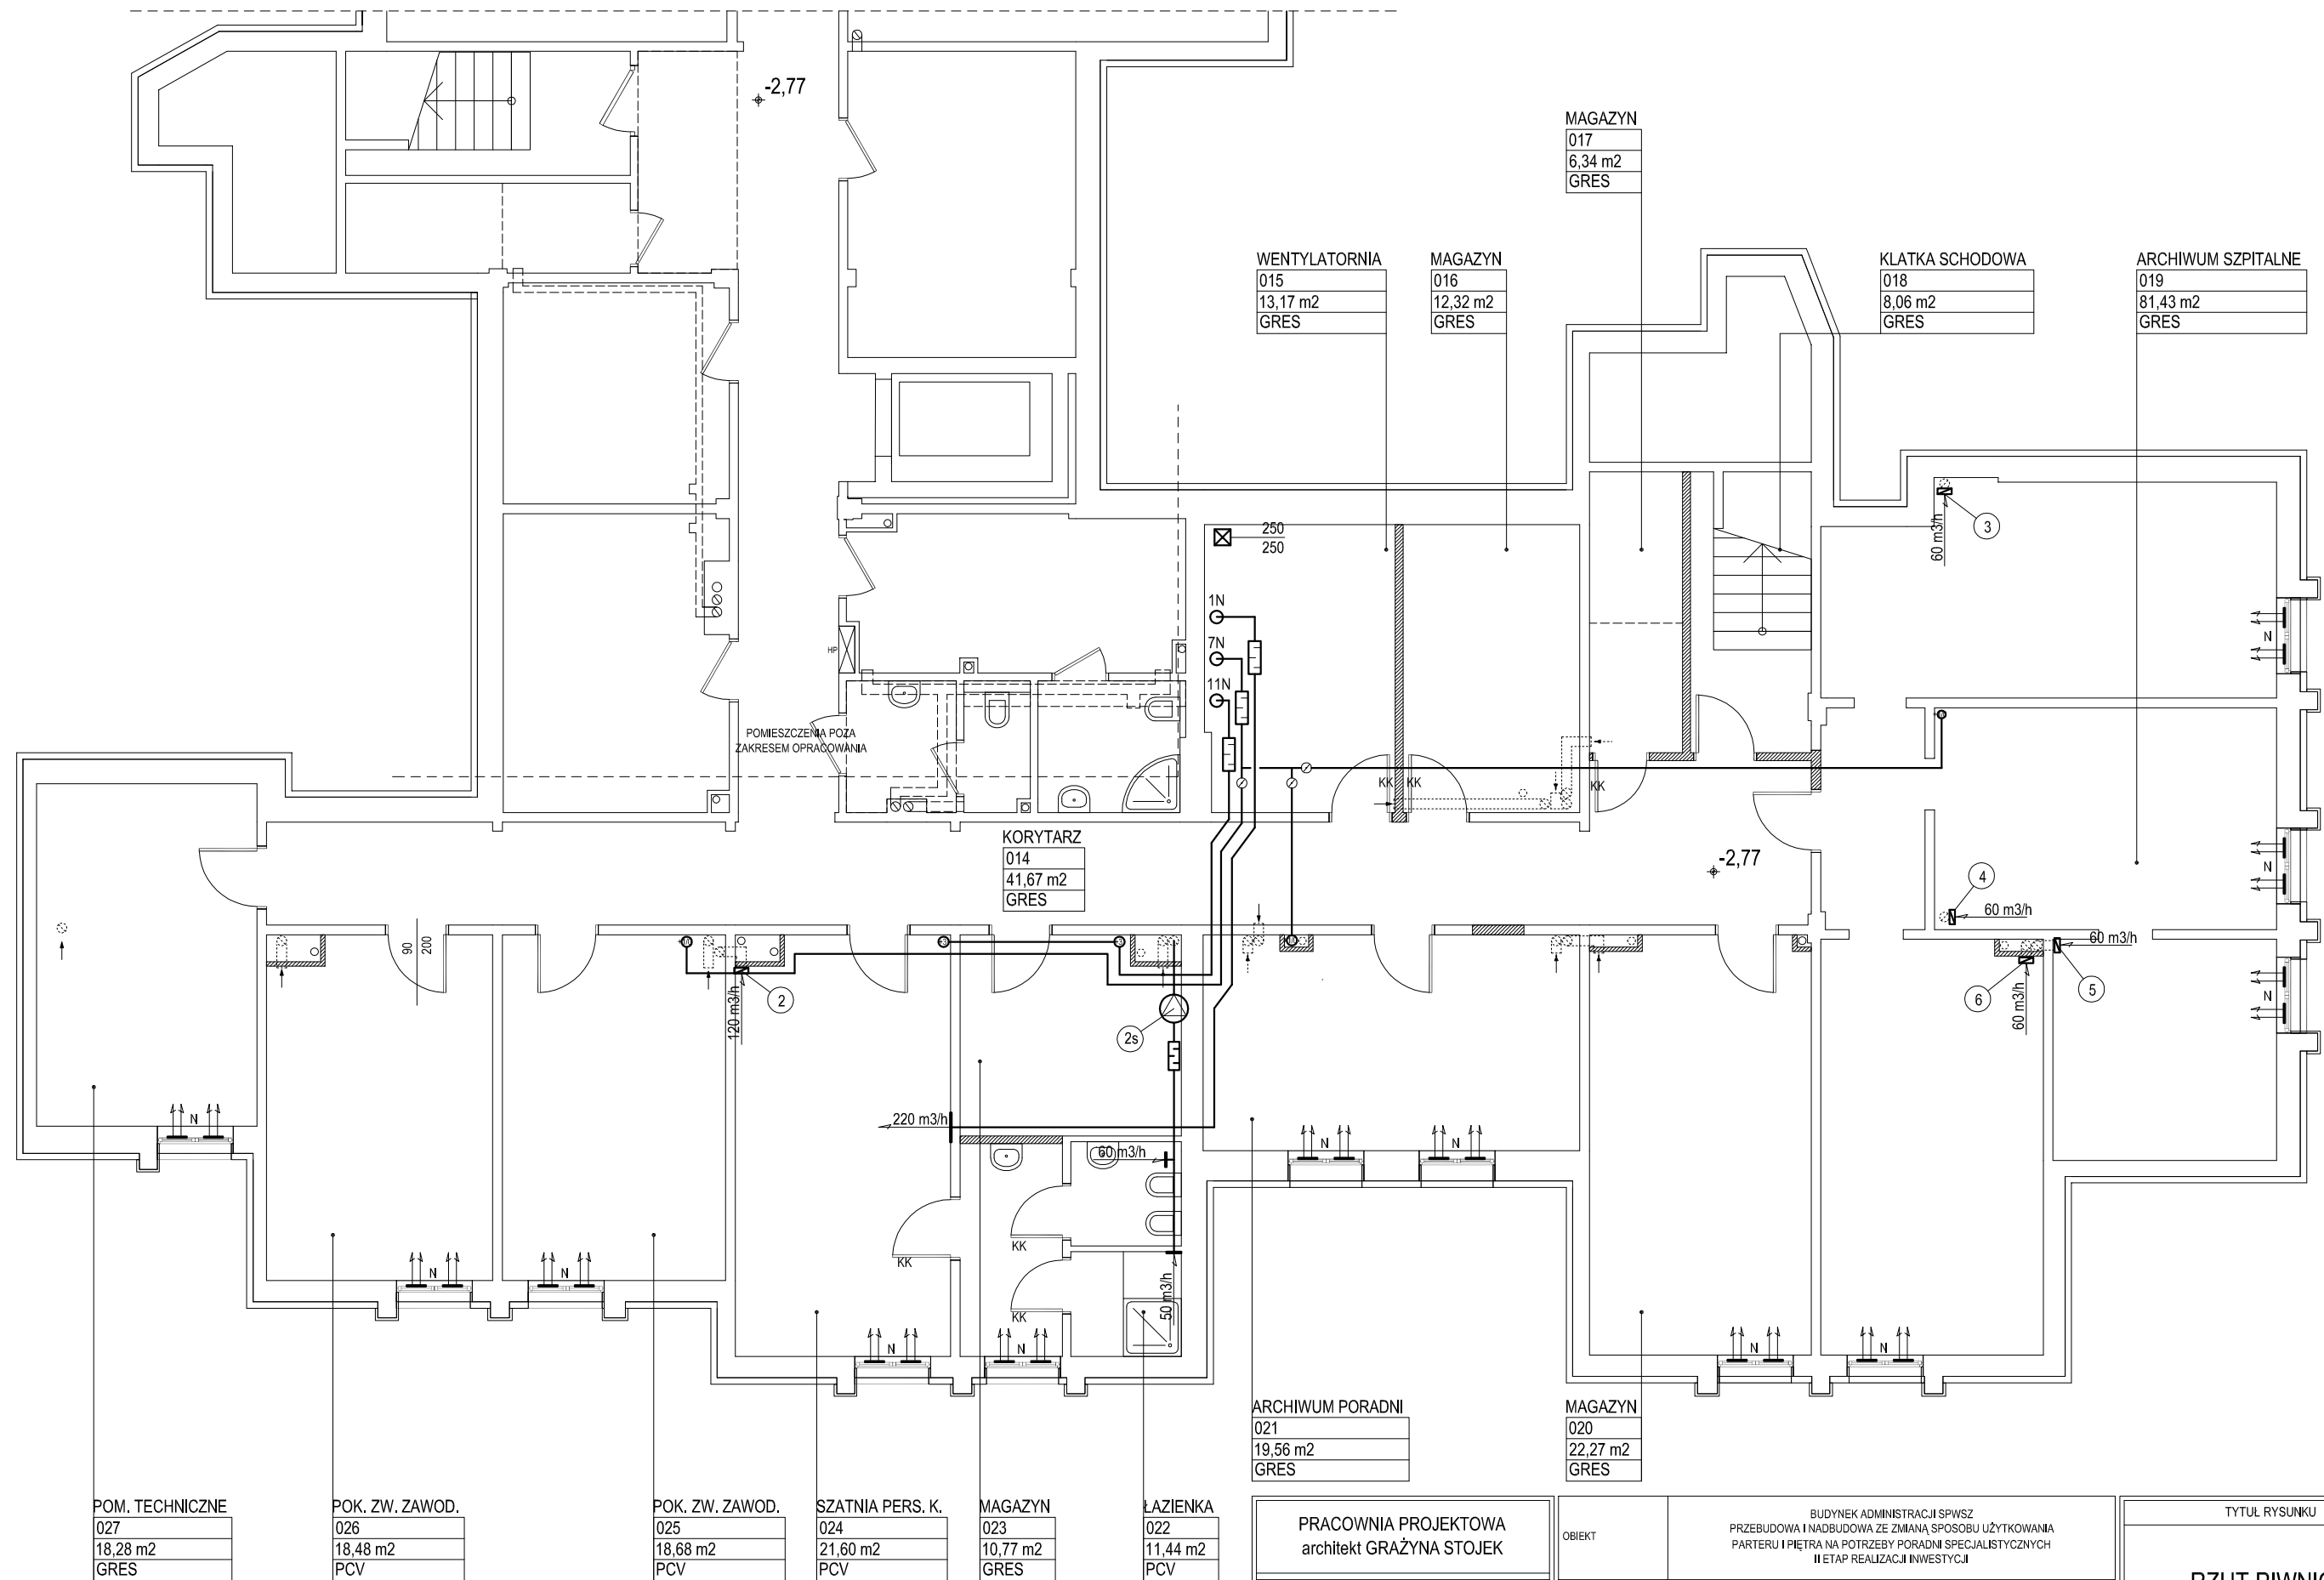 -2,77
MAGAZYN
017
6,34 m2
GRES
WENTYLATORNIA
015
13,17 m2
GRES
MAGAZYN
016
12,32 m2
GRES
KLATKA SCHODOWA
018
8,06 m2
GRES
ARCHIWUM SZPITALNE
019
81,43 m2
GRES
250
250
3
60 m3/h
1N
7N
11N
HP
N
POMIESZCZENIA POZA
ZAKRESEM OPRACOWANIA
KK
KK
KK
KORYTARZ
014
41,67 m2
GRES
-2,77
N
4
60 m3/h
60 m3/h
90
200
2
120 m3/h
2s
6
60 m3/h
5
N
N
220 m3/h
60 m3/h
N
N
KK
KK
KK
50 m3/h
N
N
N
N
N
N
ARCHIWUM PORADNI
021
19,56 m2
GRES
MAGAZYN
020
22,27 m2
GRES
POM. TECHNICZNE
027
18,28 m2
GRES
POK. ZW. ZAWOD.
026
18,48 m2
PCV
POK. ZW. ZAWOD.
025
18,68 m2
PCV
SZATNIA PERS. K.
024
21,60 m2
PCV
MAGAZYN
023
10,77 m2
GRES
ŁAZIENKA
022
11,44 m2
PCV
PRACOWNIA PROJEKTOWA
architekt GRAŻYNA STOJEK
OBIEKT
BUDYNEK ADMINISTRACJI SPWSZ
PRZEBUDOWA I NADBUDOWA ZE ZMIANĄ SPOSOBU UŻYTKOWANIA
PARTERU I PIĘTRA NA POTRZEBY PORADNI SPECJALISTYCZNYCH
II ETAP REALIZACJI INWESTYCJI
TYTUŁ RYSUNKU